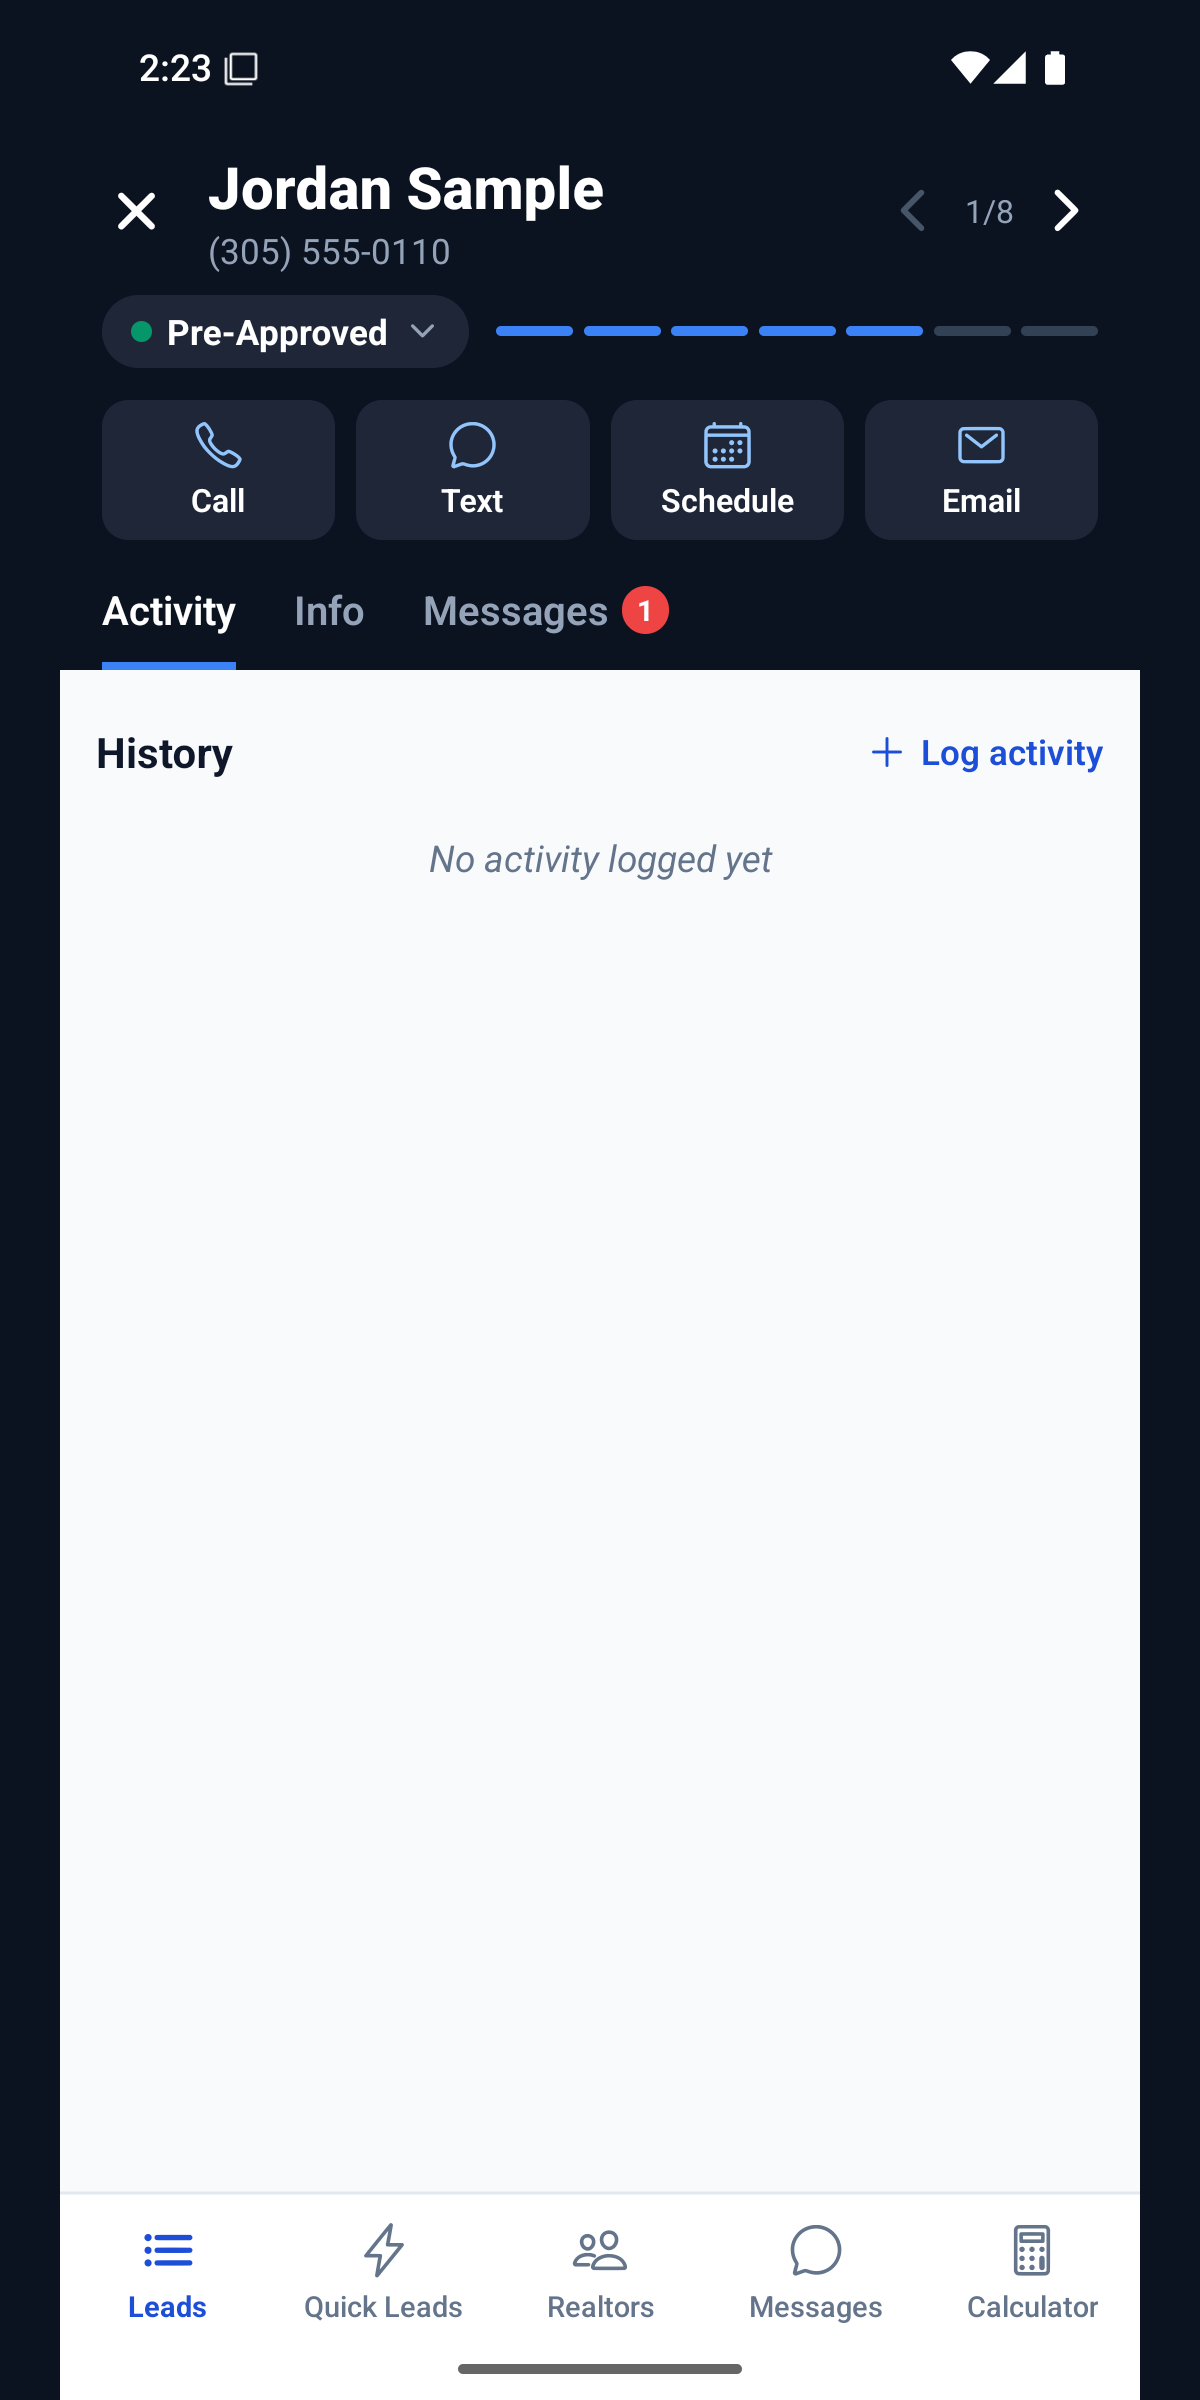 2:23
Jordan Sample
(305) 555-0110
1/8
Pre-Approved
Call
Text
Schedule
Email
Activity
Info
Messages 1
History
Log activity
No activity logged yet
Leads
Quick Leads
Realtors
Messages
Calculator